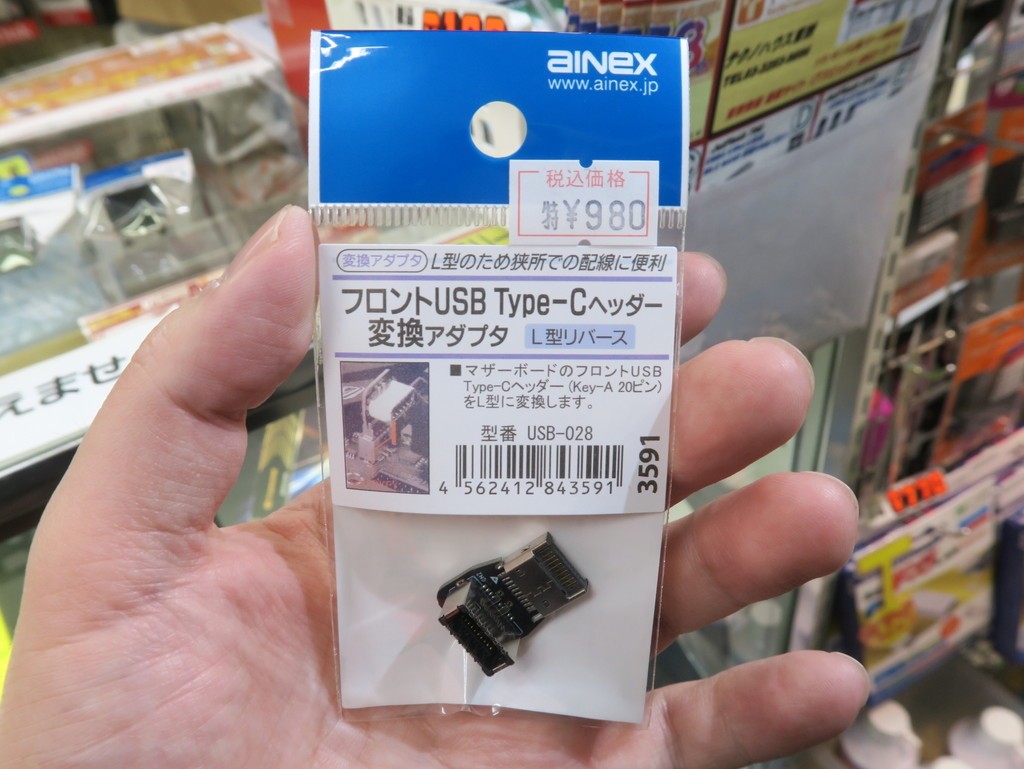 aineX
www.ainex.jp
税込価格
特¥980
変換アダプタ L型のため狭所での配線に便利
フロントUSB Type-Cヘッダー
変換アダプタ L型リバース
■マザーボードのフロントUSB
Type-Cヘッダー(Key-A 20ピン)
をL型に変換します。
型番 USB-028
4 562412 843591
3591
えませ